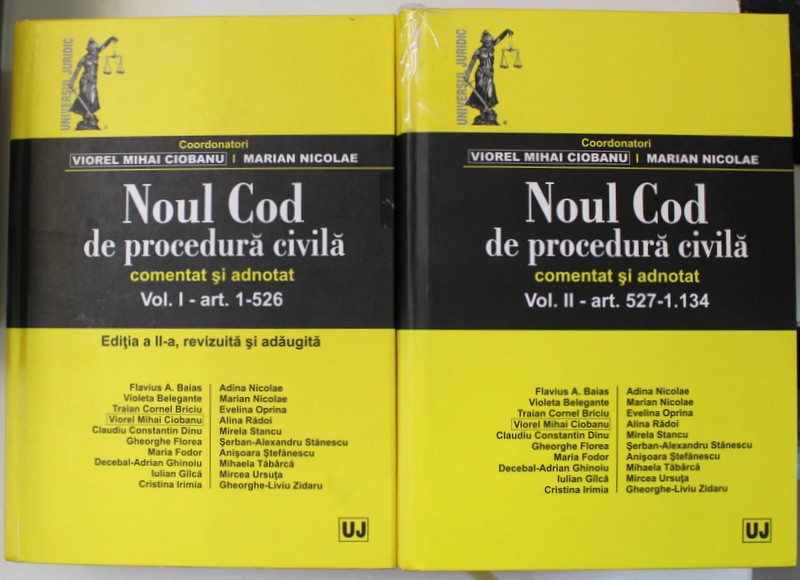 UNIVERSUL JURIDIC
Coordonatori
VIOREL MIHAI CIOBANU | MARIAN NICOLAE
Noul Cod
de procedură civilă
comentat şi adnotat
Vol. I - art. 1-526
Ediţia a II-a, revizuită şi adăugită
Flavius A. Baias | Adina Nicolae
Violeta Belegante | Marian Nicolae
Traian Cornel Briciu | Evelina Oprina
Viorel Mihai Ciobanu | Alina Rădoi
Claudiu Constantin Dinu | Mirela Stancu
Gheorghe Florea | Şerban-Alexandru Stănescu
Maria Fodor | Anişoara Ştefănescu
Decebal-Adrian Ghinoiu | Mihaela Tăbârcă
Iulian Gîlcă | Mircea Ursuţa
Cristina Irimia | Gheorghe-Liviu Zidaru
UJ
UNIVERSUL JURIDIC
Coordonatori
VIOREL MIHAI CIOBANU | MARIAN NICOLAE
Noul Cod
de procedură civilă
comentat şi adnotat
Vol. II - art. 527-1.134
Flavius A. Baias | Adina Nicolae
Violeta Belegante | Marian Nicolae
Traian Cornel Briciu | Evelina Oprina
Viorel Mihai Ciobanu | Alina Rădoi
Claudiu Constantin Dinu | Mirela Stancu
Gheorghe Florea | Şerban-Alexandru Stănescu
Maria Fodor | Anişoara Ştefănescu
Decebal-Adrian Ghinoiu | Mihaela Tăbârcă
Iulian Gîlcă | Mircea Ursuţa
Cristina Irimia | Gheorghe-Liviu Zidaru
UJ